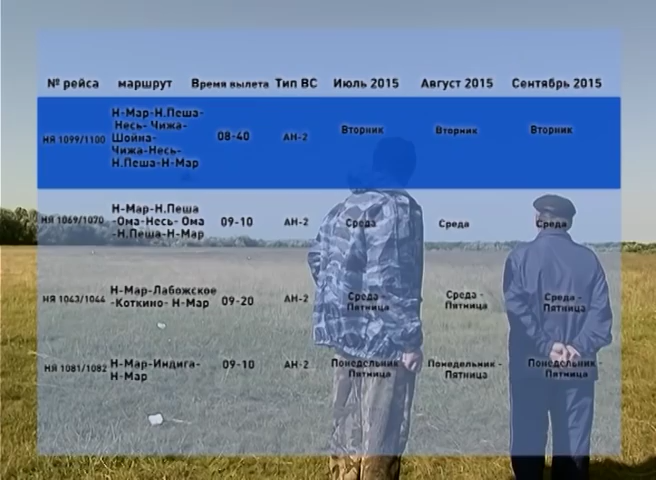 № рейса маршрут Время вылета Тип ВС Июль 2015 Август 2015 Сентябрь 2015
НЯ 1099/1100 Н-Мар-Н.Пеша-
Несь- Чижа-
Шойна-
Чижа-Несь-
Н.Пеша-Н-Мар 08-40 АН-2 Вторник Вторник Вторник
НЯ 1069/1070 Н-Мар-Н.Пеша
-Ома-Несь- Ома
-Н.Пеша-Н-Мар 09-10 АН-2 Среда Среда Среда
НЯ 1043/1044 Н-Мар-Лабожское
-Коткино- Н-Мар 09-20 АН-2 Среда -
Пятница Среда -
Пятница Среда -
Пятница
НЯ 1081/1082 Н-Мар-Индига-
Н-Мар 09-10 АН-2 Понедельник -
Пятница Понедельник -
Пятница Понедельник -
Пятница